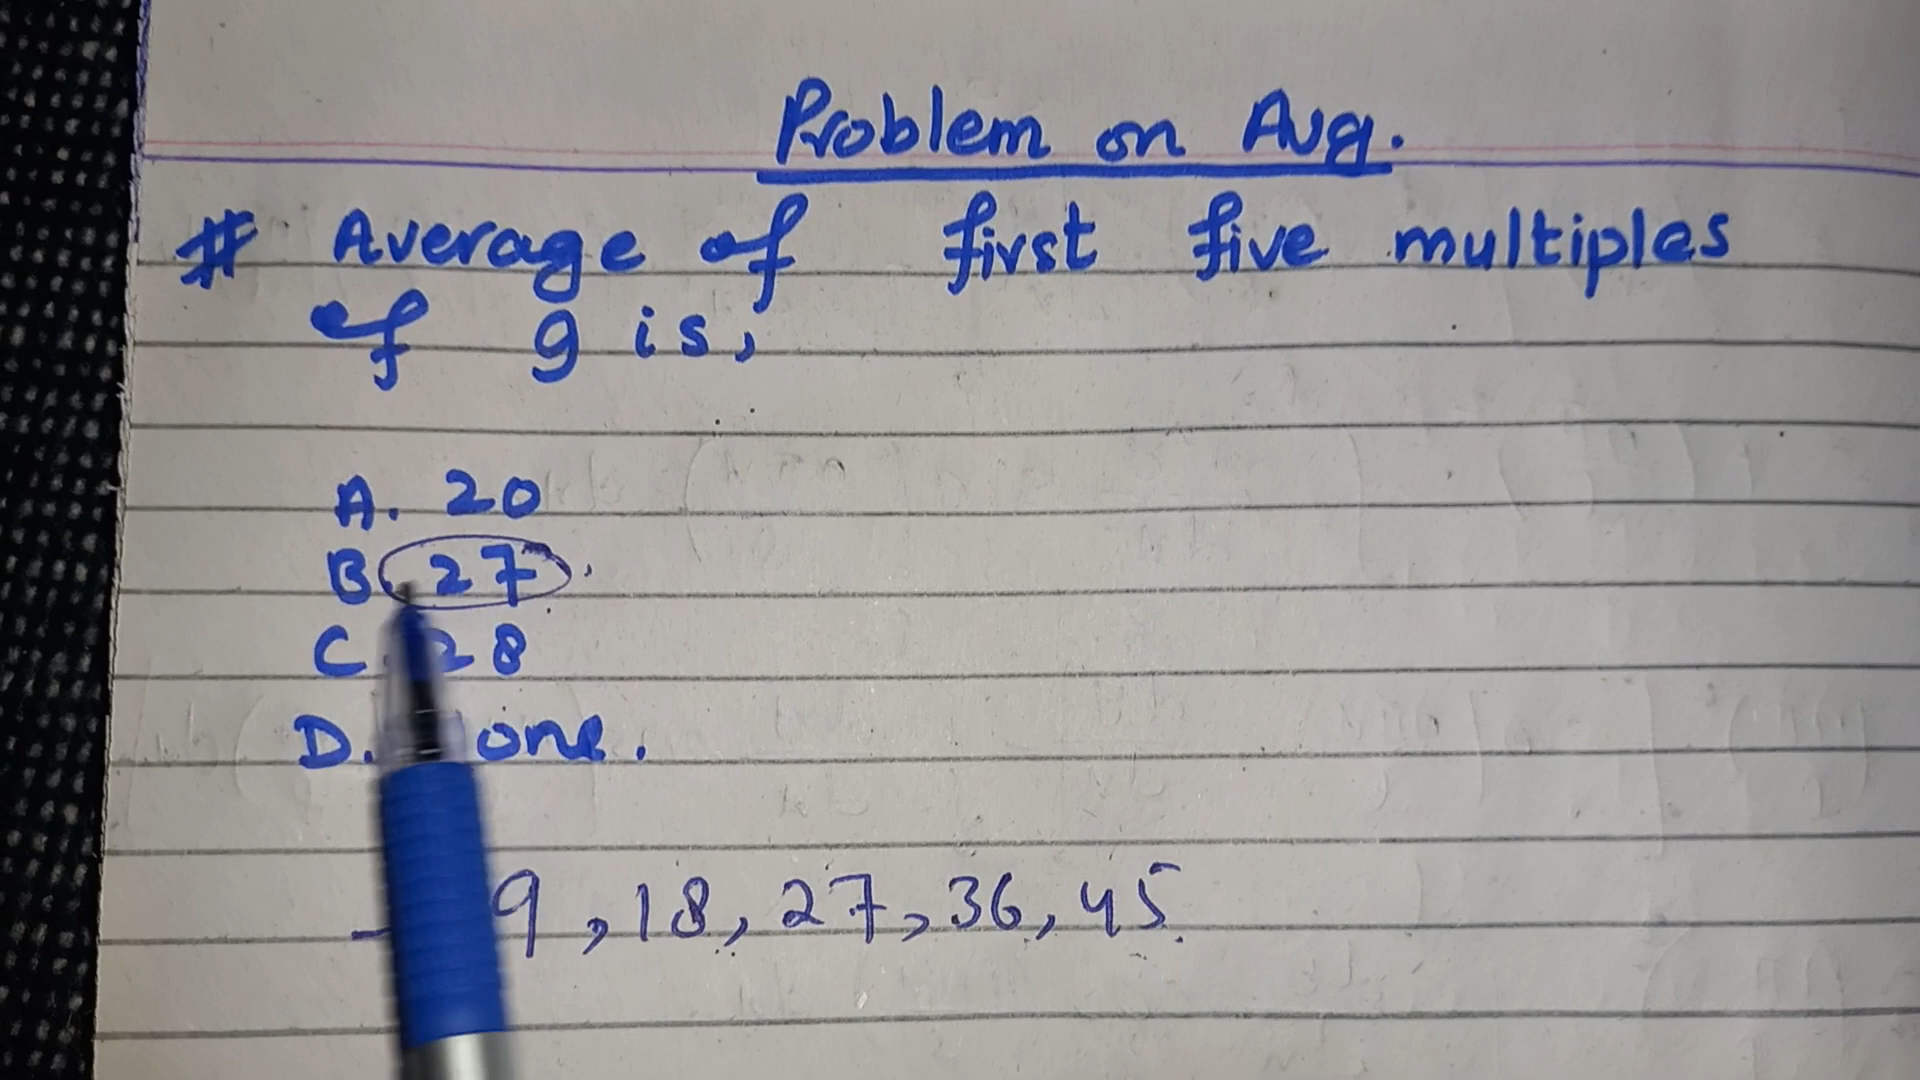 Problem on Avg.
# Average of first five multiples
of 9 is,
A. 20
B. 27.
C. 28
D. one.
9, 18, 27, 36, 45.